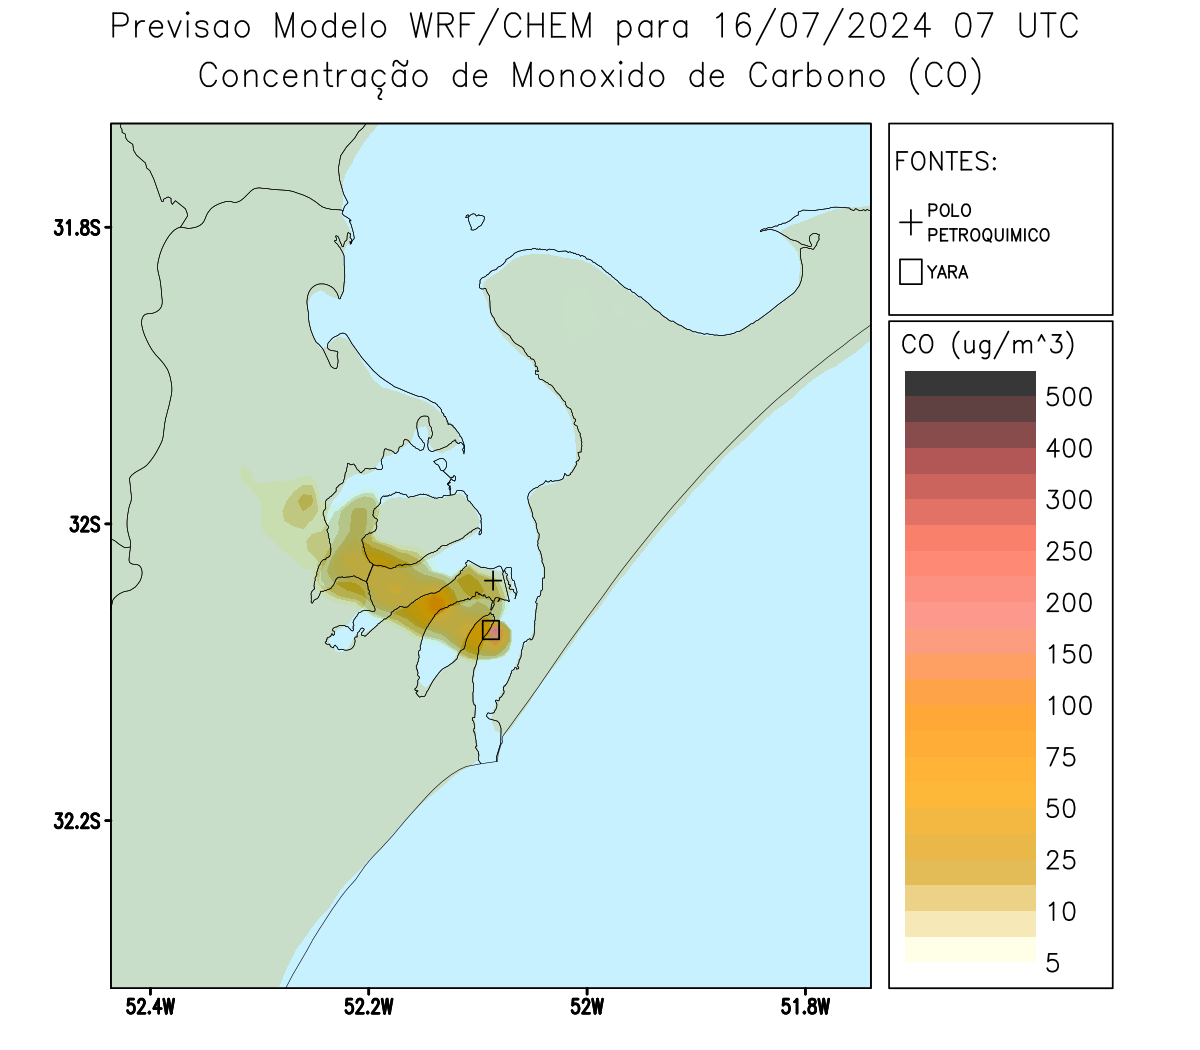 Previsao Modelo WRF/CHEM para 16/07/2024 07 UTC
Concentração de Monoxido de Carbono (CO)
FONTES:
POLO
PETROQUIMICO
YARA
CO (ug/m^3)
500
400
300
250
200
150
100
75
50
25
10
5
31.8S
32S
32.2S
52.4W
52.2W
52W
51.8W